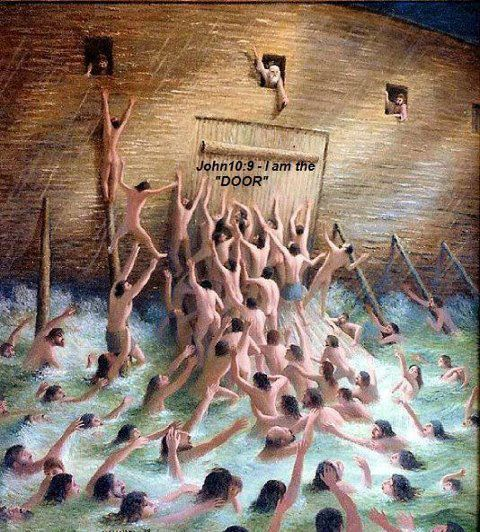 John10:9 - I am the
"DOOR"